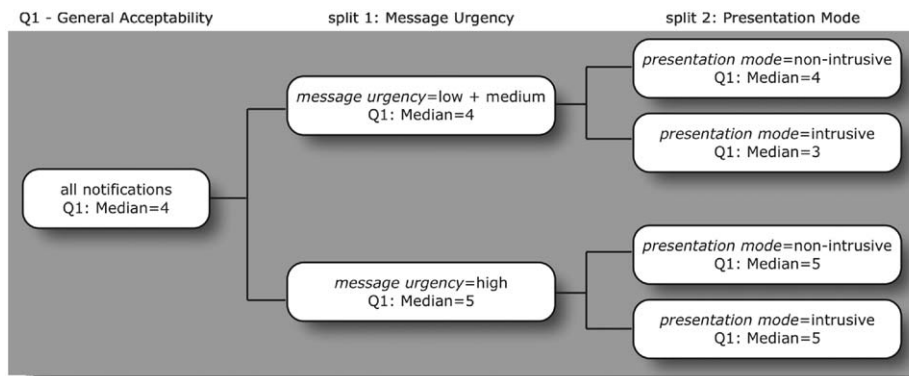 Q1 - General Acceptability
split 1: Message Urgency
split 2: Presentation Mode
all notifications
Q1: Median=4
message urgency=low + medium
Q1: Median=4
presentation mode=non-intrusive
Q1: Median=4
presentation mode=intrusive
Q1: Median=3
message urgency=high
Q1: Median=5
presentation mode=non-intrusive
Q1: Median=5
presentation mode=intrusive
Q1: Median=5